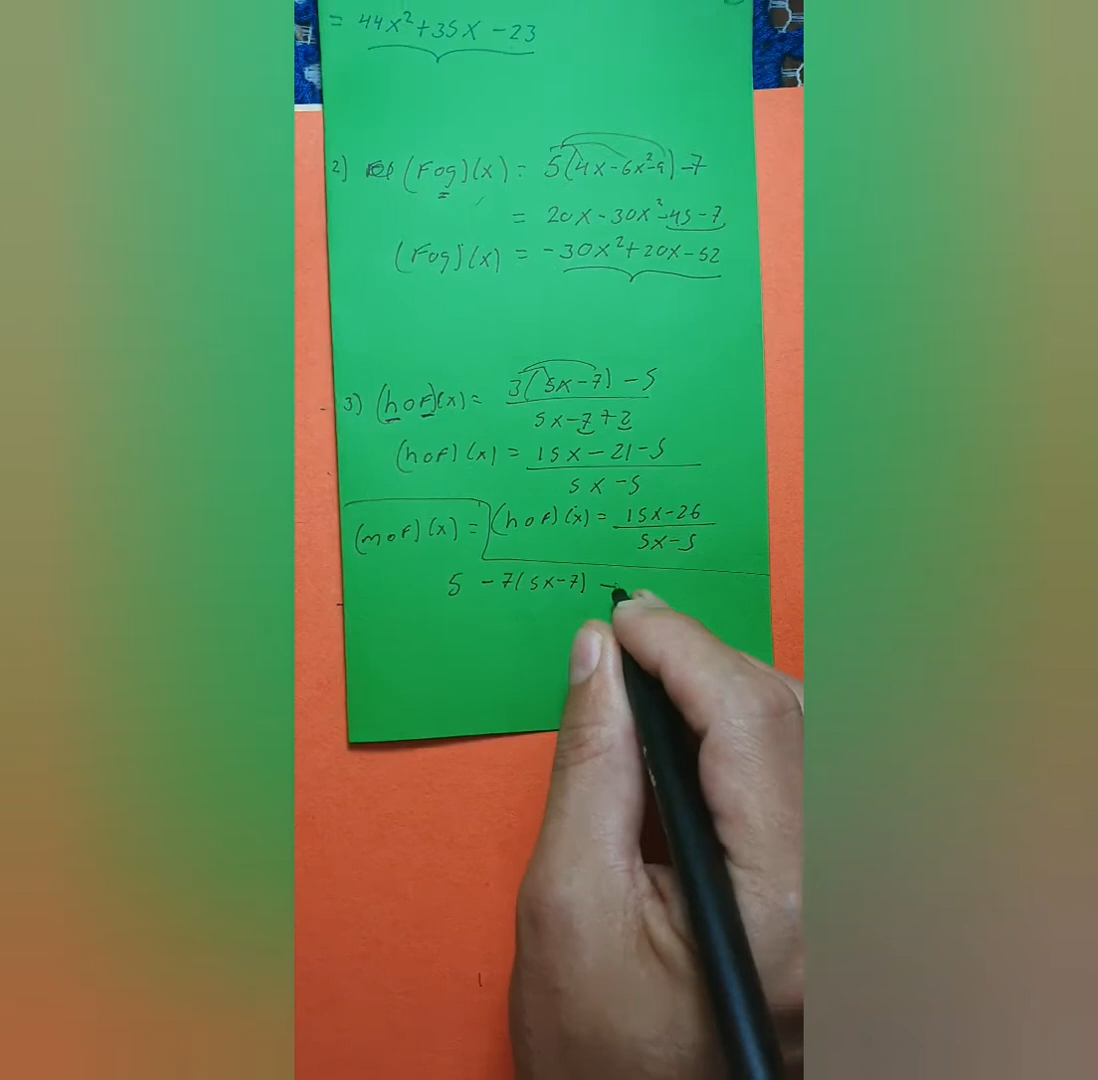 = 44x² + 35x - 23
2) (Fog)(x) = 5(4x - 6x² - 9) - 7
= 20x - 30x² - 45 - 7
(Fog)(x) = -30x² + 20x - 52
3) (hoF)(x) = 3(5x - 7) - 5
5x - 7 + 2
(hoF)(x) = 15x - 21 - 5
5x - 5
(moF)(x) = (hoF)(x) = 15x - 26
5x - 5
5 - 7(5x - 7) -